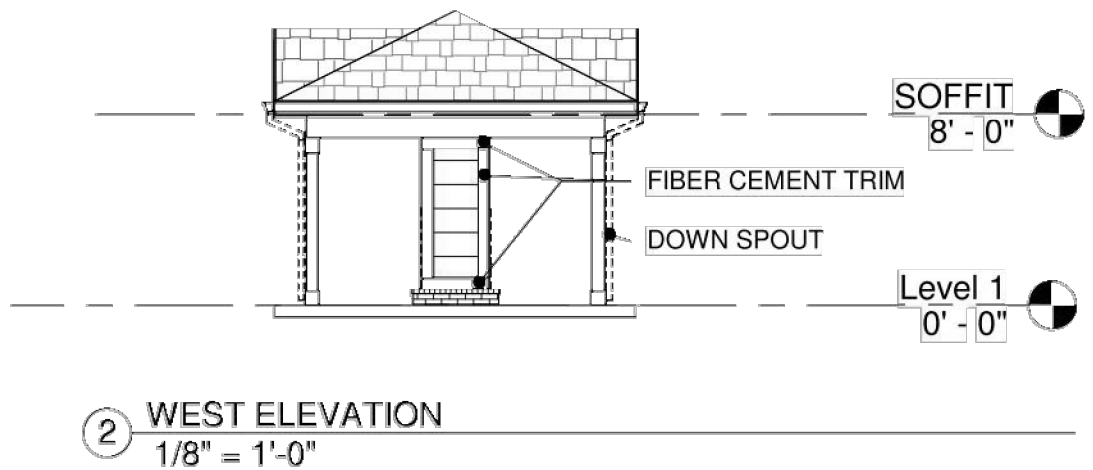 SOFFIT
8' - 0"
FIBER CEMENT TRIM
DOWN SPOUT
Level 1
0' - 0"
2
WEST ELEVATION
1/8" = 1'-0"